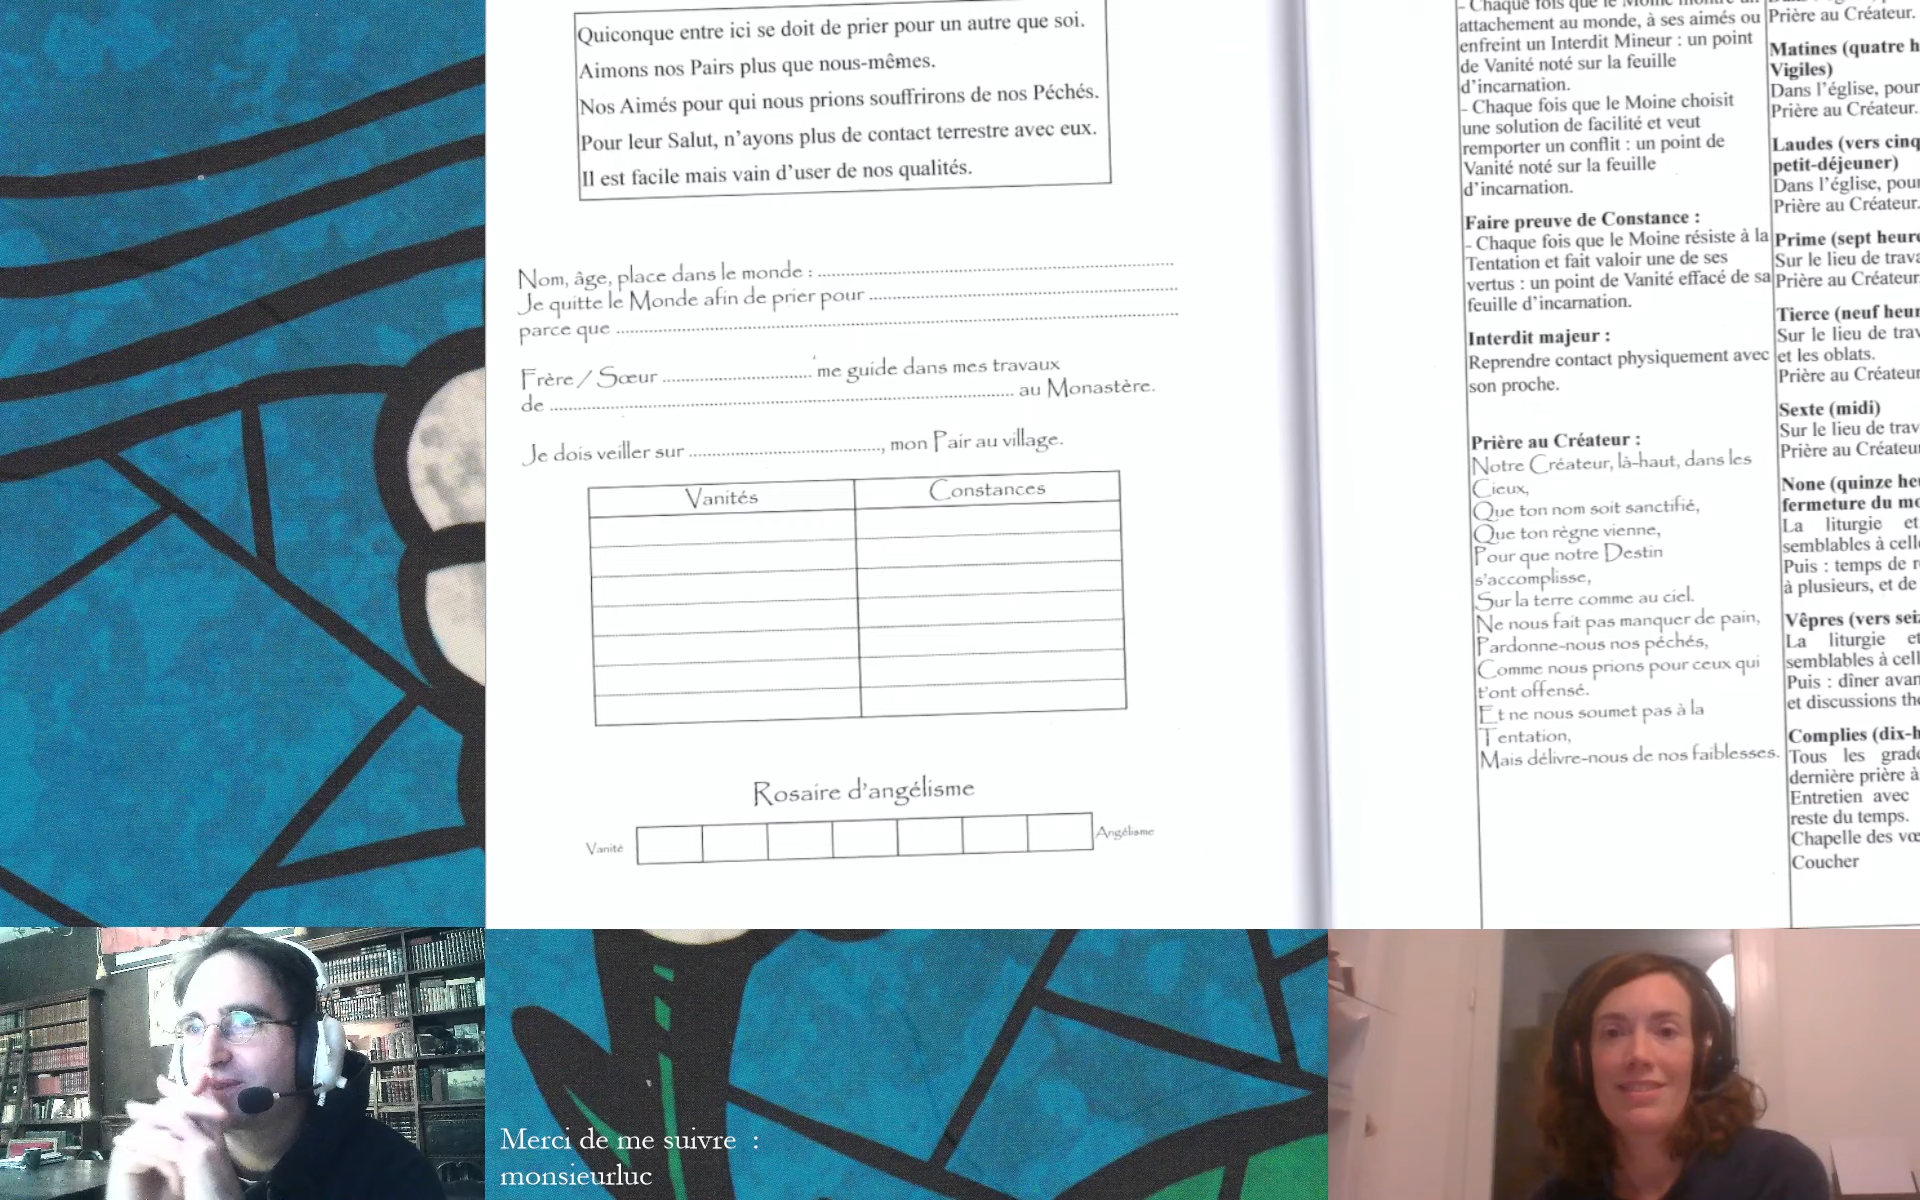 Quiconque entre ici se doit de prier pour un autre que soi.
Aimons nos Pairs plus que nous-mêmes.
Nos Aimés pour qui nous prions souffrirons de nos Péchés.
Pour leur Salut, n'ayons plus de contact terrestre avec eux.
Il est facile mais vain d'user de nos qualités.
Nom, âge, place dans le monde :
Je quitte le Monde afin de prier pour
parce que
Frère / Sœur me guide dans mes travaux
de au Monastère.
Je dois veiller sur , mon Pair au village.
Vanités Constances
Rosaire d'angélisme
Vanité Angélisme
- Chaque fois que le Moine
attachement au monde, à ses aimés ou
enfreint un Interdit Mineur : un point
de Vanité noté sur la feuille
d'incarnation.
- Chaque fois que le Moine choisit
une solution de facilité et veut
remporter un conflit : un point de
Vanité noté sur la feuille
d'incarnation.
Faire preuve de Constance :
- Chaque fois que le Moine résiste à la
Tentation et fait valoir une de ses
vertus : un point de Vanité effacé de sa
feuille d'incarnation.
Interdit majeur :
Reprendre contact physiquement avec
son proche.
Prière au Créateur :
Notre Créateur, là-haut, dans les
Cieux,
Que ton nom soit sanctifié,
Que ton règne vienne,
Pour que notre Destin
s'accomplisse,
Sur la terre comme au ciel.
Ne nous fait pas manquer de pain,
Pardonne-nous nos péchés,
Comme nous prions pour ceux qui
t'ont offensé.
Et ne nous soumet pas à la
Tentation,
Mais délivre-nous de nos faiblesses.
Prière au Créateur.
Matines (quatre h
Vigiles)
Dans l'église, pour
Prière au Créateur.
Laudes (vers cinq
petit-déjeuner)
Dans l'église, pour
Prière au Créateur.
Prime (sept heure
Sur le lieu de trava
Prière au Créateur
Tierce (neuf heur
Sur le lieu de trav
et les oblats.
Prière au Créateur
Sexte (midi)
Sur le lieu de trav
Prière au Créateur
None (quinze he
fermeture du m
La liturgie et
semblables à cell
Puis : temps de r
à plusieurs, et de
Vêpres (vers sei
La liturgie et
semblables à cell
Puis : dîner avan
et discussions th
Complies (dix-h
Tous les grad
dernière prière à
Entretien avec
reste du temps.
Chapelle des vœ
Coucher
Merci de me suivre :
monsieurluc